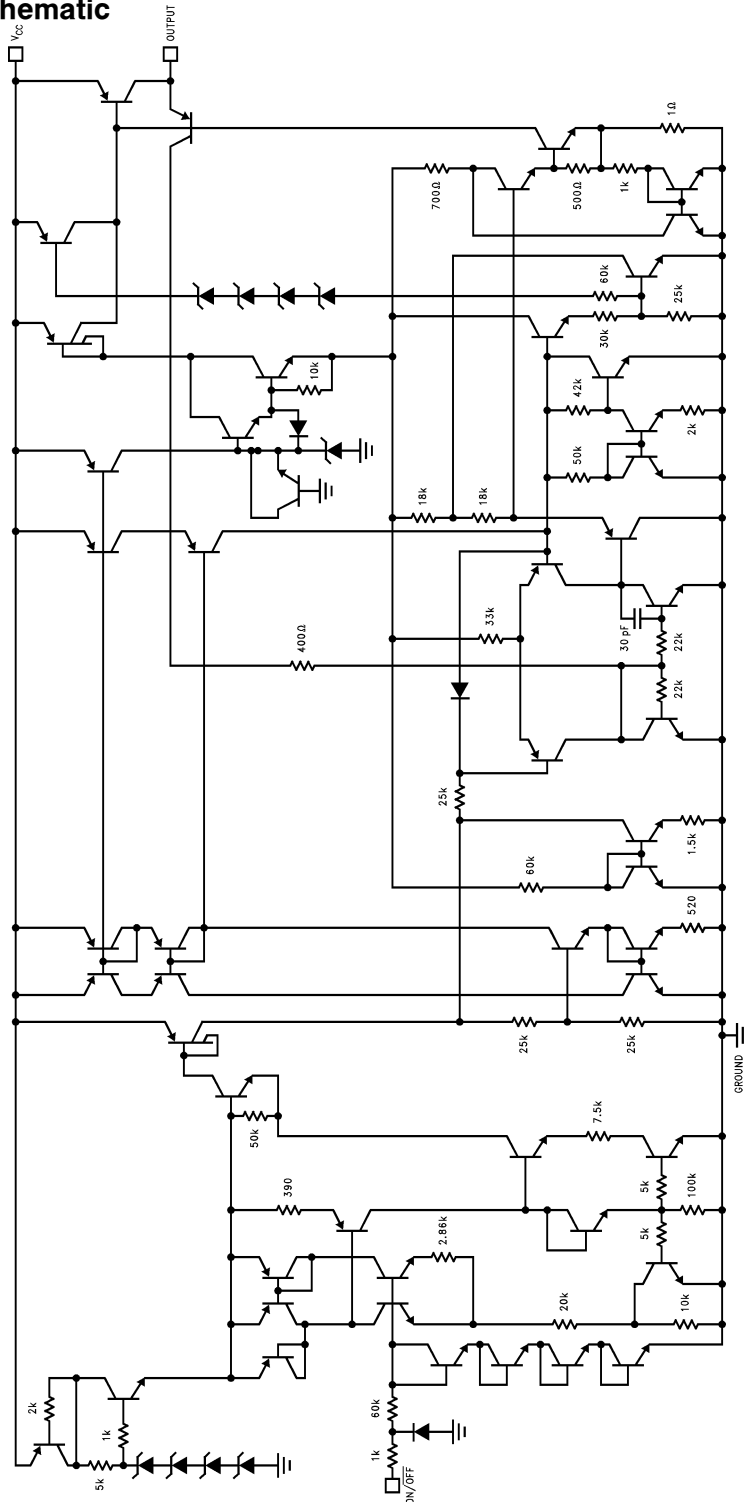 hematic
V_CC
OUTPUT
1Ω
700Ω
500Ω
1k
60k
25k
30k
10k
42k
50k
2k
18k
18k
33k
30 pF
22k
400Ω
22k
25k
60k
1.5k
520
25k
25k
GROUND
50k
7.5k
390
2.86k
5k
100k
5k
20k
10k
2k
1k
5k
60k
1k
ON/OFF